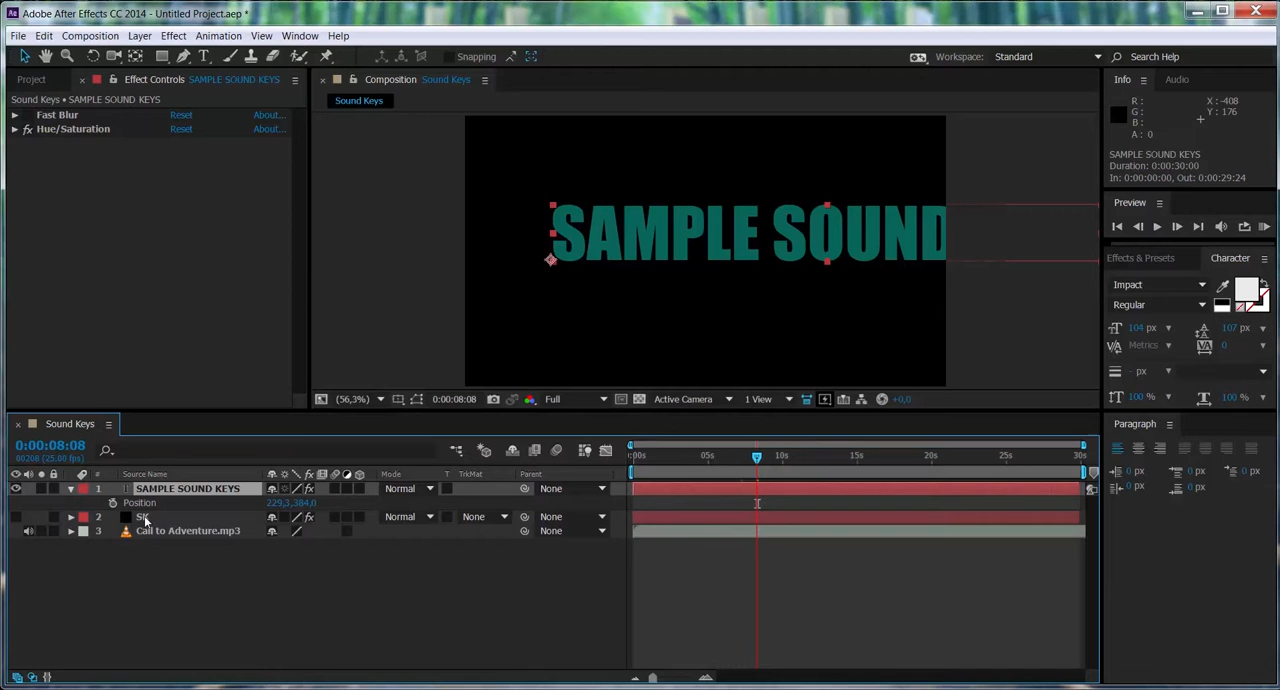 Adobe After Effects CC 2014 - Untitled Project.aep *
File Edit Composition Layer Effect Animation View Window Help
Snapping Workspace: Standard Search Help
Project Effect Controls SAMPLE SOUND KEYS Composition Sound Keys Info Audio
Sound Keys • SAMPLE SOUND KEYS Sound Keys
Fast Blur Reset About...
Hue/Saturation Reset About...
R : X : -408
G : Y : 176
B :
A : 0
SAMPLE SOUND KEYS
Duration: 0:00:30:00
In: 0:00:00:00, Out: 0:00:29:24
Preview
SAMPLE SOUND
Effects & Presets Character
Impact
Regular
104 px 107 px
Metrics 0
- px
100 % 100 %
(56,3%) 0:00:08:08 Full Active Camera 1 View +0,0
Sound Keys Paragraph
0:00:08:08
00208 (25.00 fps)
:00s 05s 10s 15s 20s 25s 30s
# Source Name Mode T TrkMat Parent
1 SAMPLE SOUND KEYS Normal None
Position 229,3,384,0
2 SK Normal None None
3 Call to Adventure.mp3 None
0 px 0 px 0 px
0 px 0 px